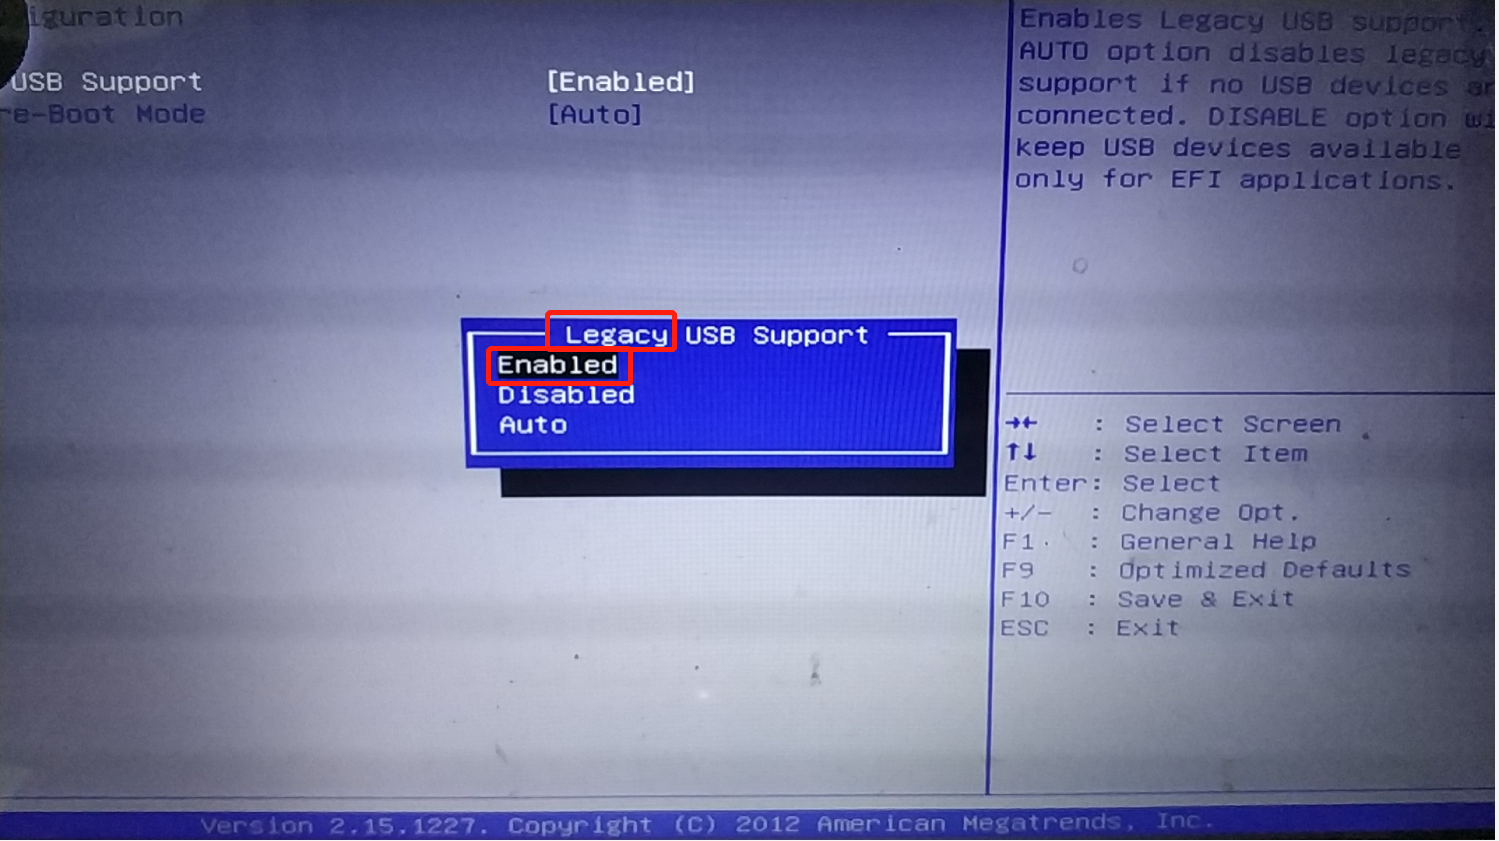 iguration
USB Support [Enabled]
re-Boot Mode [Auto]
Enables Legacy USB support.
AUTO option disables legacy
support if no USB devices
connected. DISABLE option
keep USB devices available
only for EFI applications.
Legacy USB Support
Enabled
Disabled
Auto
→← : Select Screen
↑↓ : Select Item
Enter: Select
+/- : Change Opt.
F1 : General Help
F9 : Optimized Defaults
F10 : Save & Exit
ESC : Exit
Version 2.15.1227. Copyright (C) 2012 American Megatrends, Inc.